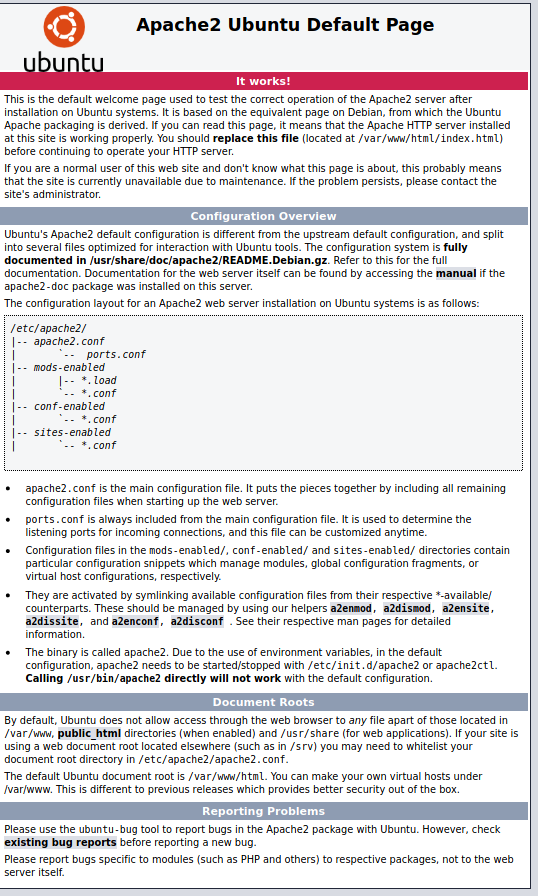 Apache2 Ubuntu Default Page
ubuntu
It works!
This is the default welcome page used to test the correct operation of the Apache2 server after
installation on Ubuntu systems. It is based on the equivalent page on Debian, from which the Ubuntu
Apache packaging is derived. If you can read this page, it means that the Apache HTTP server installed
at this site is working properly. You should replace this file (located at /var/www/html/index.html)
before continuing to operate your HTTP server.
If you are a normal user of this web site and don't know what this page is about, this probably means
that the site is currently unavailable due to maintenance. If the problem persists, please contact the
site's administrator.
Configuration Overview
Ubuntu's Apache2 default configuration is different from the upstream default configuration, and split
into several files optimized for interaction with Ubuntu tools. The configuration system is fully
documented in /usr/share/doc/apache2/README.Debian.gz. Refer to this for the full
documentation. Documentation for the web server itself can be found by accessing the manual if the
apache2-doc package was installed on this server.
The configuration layout for an Apache2 web server installation on Ubuntu systems is as follows:
/etc/apache2/
|-- apache2.conf
|       `--  ports.conf
|-- mods-enabled
|       |-- *.load
|       `-- *.conf
|-- conf-enabled
|       `-- *.conf
|-- sites-enabled
|       `-- *.conf
• apache2.conf is the main configuration file. It puts the pieces together by including all remaining
configuration files when starting up the web server.
• ports.conf is always included from the main configuration file. It is used to determine the
listening ports for incoming connections, and this file can be customized anytime.
• Configuration files in the mods-enabled/, conf-enabled/ and sites-enabled/ directories contain
particular configuration snippets which manage modules, global configuration fragments, or
virtual host configurations, respectively.
• They are activated by symlinking available configuration files from their respective *-available/
counterparts. These should be managed by using our helpers a2enmod, a2dismod, a2ensite,
a2dissite, and a2enconf, a2disconf . See their respective man pages for detailed
information.
• The binary is called apache2. Due to the use of environment variables, in the default
configuration, apache2 needs to be started/stopped with /etc/init.d/apache2 or apache2ctl.
Calling /usr/bin/apache2 directly will not work with the default configuration.
Document Roots
By default, Ubuntu does not allow access through the web browser to any file apart of those located in
/var/www, public_html directories (when enabled) and /usr/share (for web applications). If your site is
using a web document root located elsewhere (such as in /srv) you may need to whitelist your
document root directory in /etc/apache2/apache2.conf.
The default Ubuntu document root is /var/www/html. You can make your own virtual hosts under
/var/www. This is different to previous releases which provides better security out of the box.
Reporting Problems
Please use the ubuntu-bug tool to report bugs in the Apache2 package with Ubuntu. However, check
existing bug reports before reporting a new bug.
Please report bugs specific to modules (such as PHP and others) to respective packages, not to the web
server itself.